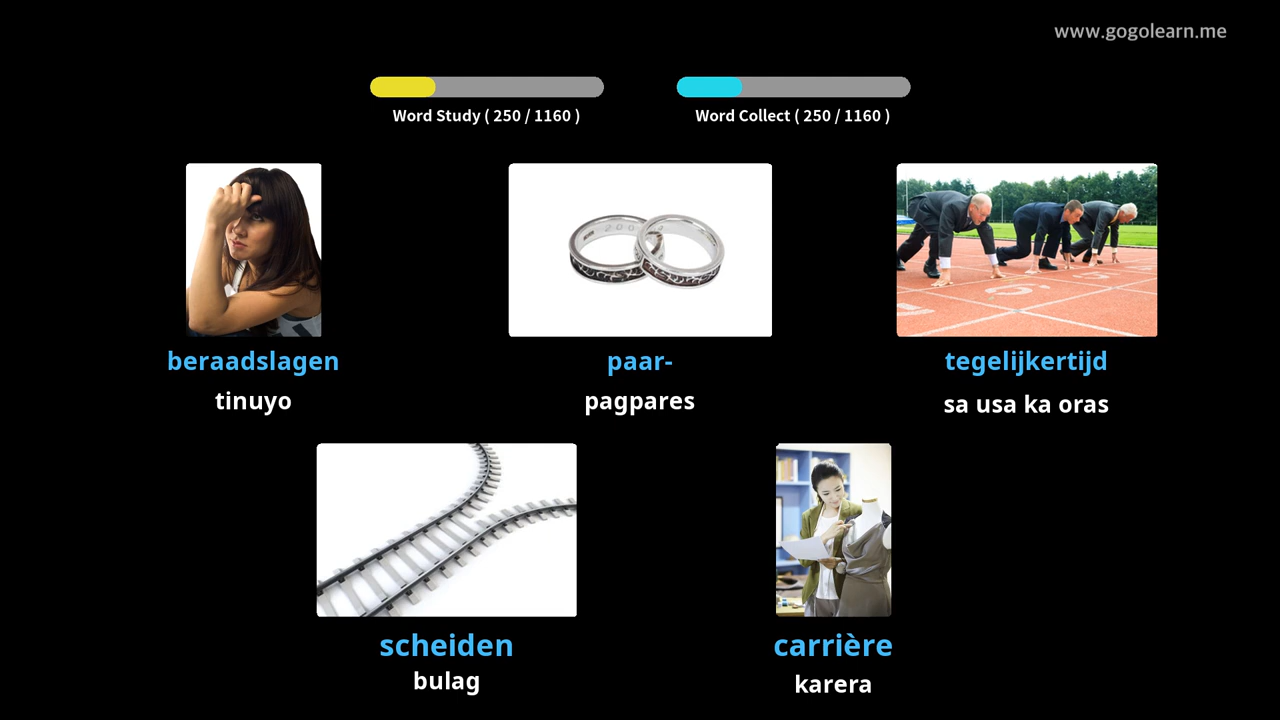 www.gogolearn.me
Word Study ( 250 / 1160 )
Word Collect ( 250 / 1160 )
beraadslagen
tinuyo
paar-
pagpares
tegelijkertijd
sa usa ka oras
scheiden
bulag
carrière
karera